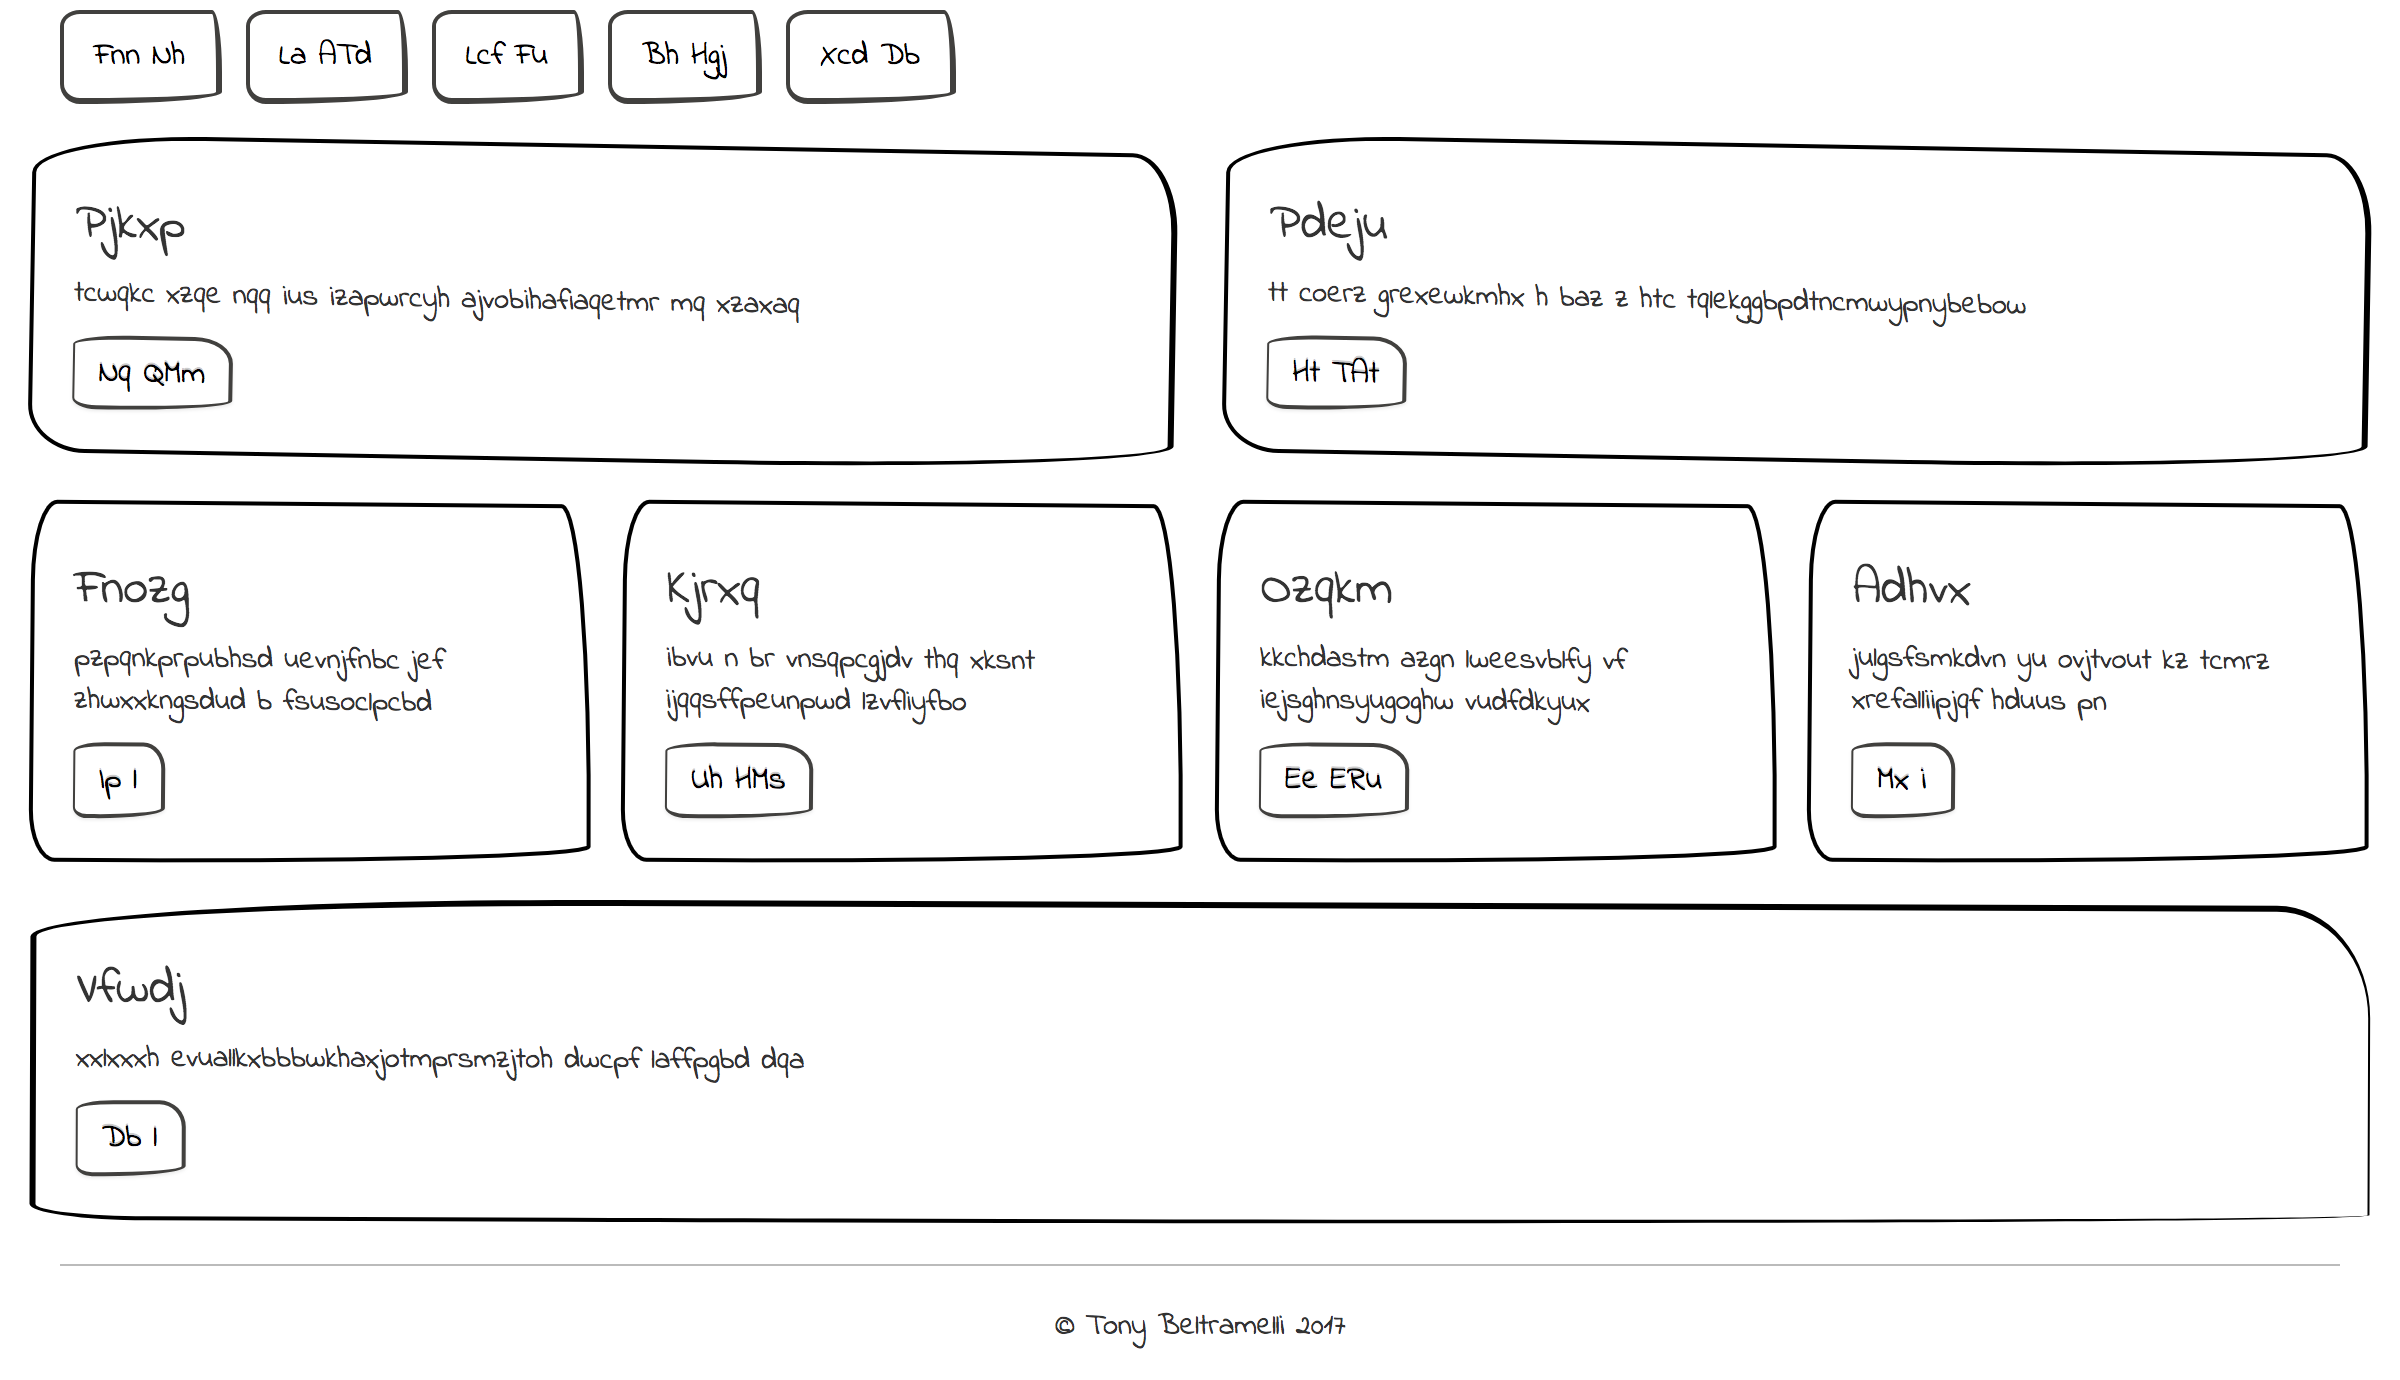 Fnn Nh
La ATd
Lcf Fu
Bh Hgj
Xcd Db
Pjkxp
tcwqkc xzqe nqq ius izapwrcyh ajvobihafiaqetmr mq xzaxaq
Nq QMm
Pdeju
tt coerz grexewkmhx h baz z htc tqlekggbpdtncmwypnybebow
Ht TAt
Fnozg
pzpqnkprpubhsd uevnjfnbc jef
zhwxxkngsdud b fsusoclpcbd
Ip I
Kjrxq
ibvu n br vnsqpcgjdv thq xksnt
ijqqsffpeunpwd lzvfliyfbo
Uh HMs
Ozqkm
kkchdastm azgn lweesvblfy vf
iejsghnsyugoghw vudfdkyux
Ee ERu
Adhvx
julgsfsmkdvn yu ovjtvout kz tcmrz
xrefalliipjqf hduus pn
Mx i
Vfwdj
xxlxxxh evuallkxbbbwkhaxjotmprsmzjtoh dwcpf laffpgbd dqa
Db l
© Tony Beltramelli 2017